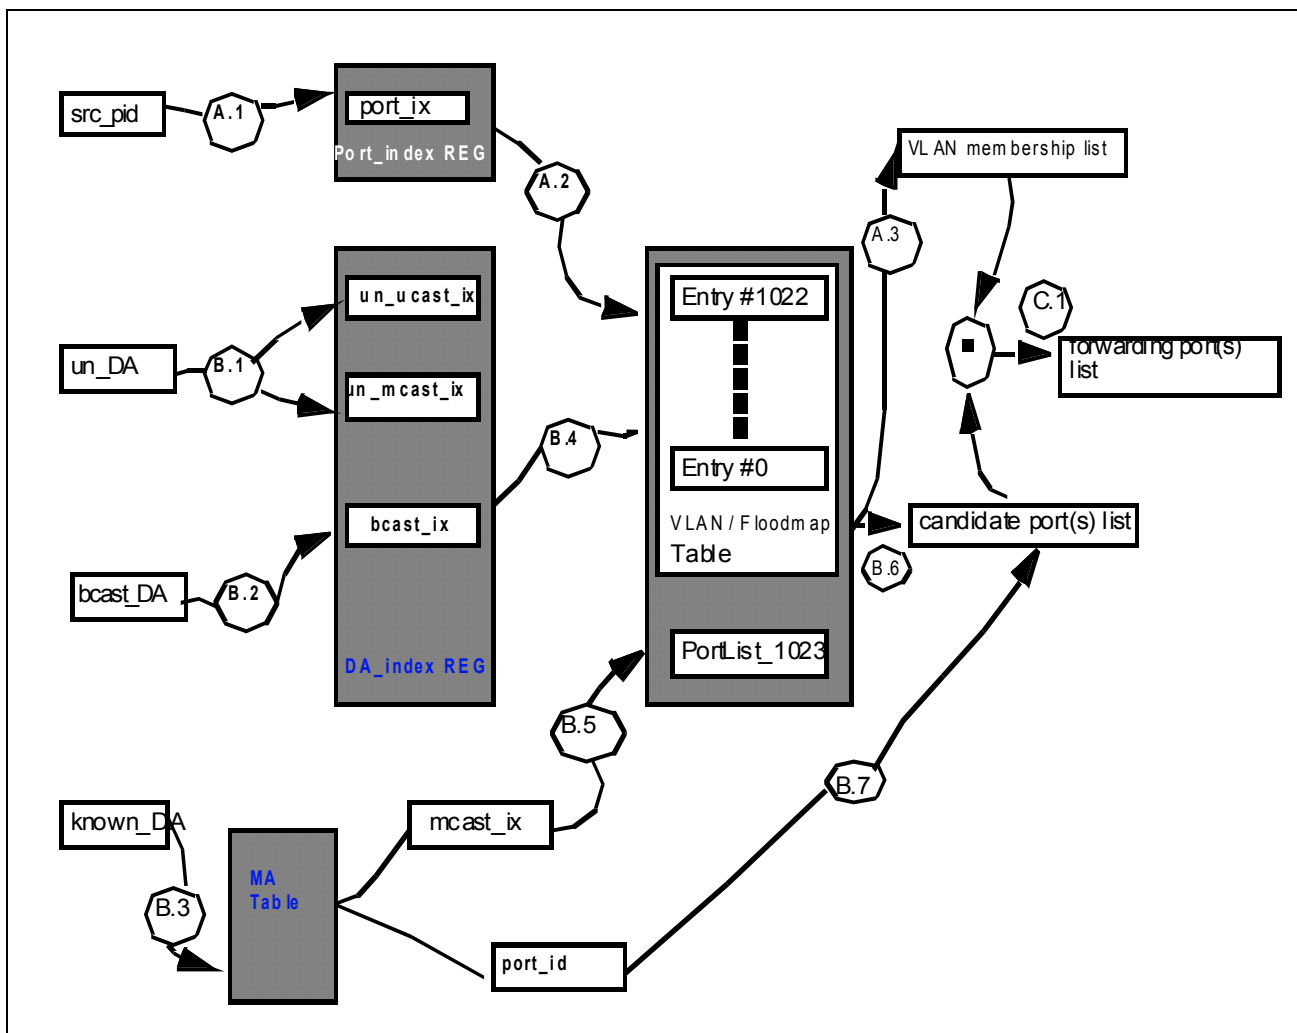 src_pid
A.1
port_ix
Port_index REG
A.2
VLAN membership list
A.3
C.1
un_ucast_ix
Entry #1022
un_DA
B.1
un_mcast_ix
forwarding port(s)
list
B.4
Entry #0
bcast_ix
VLAN / Floodmap
Table
candidate port(s) list
B.6
bcast_DA
B.2
DA_index REG
PortList_1023
B.5
B.7
known_DA
mcast_ix
MA
Table
B.3
port_id